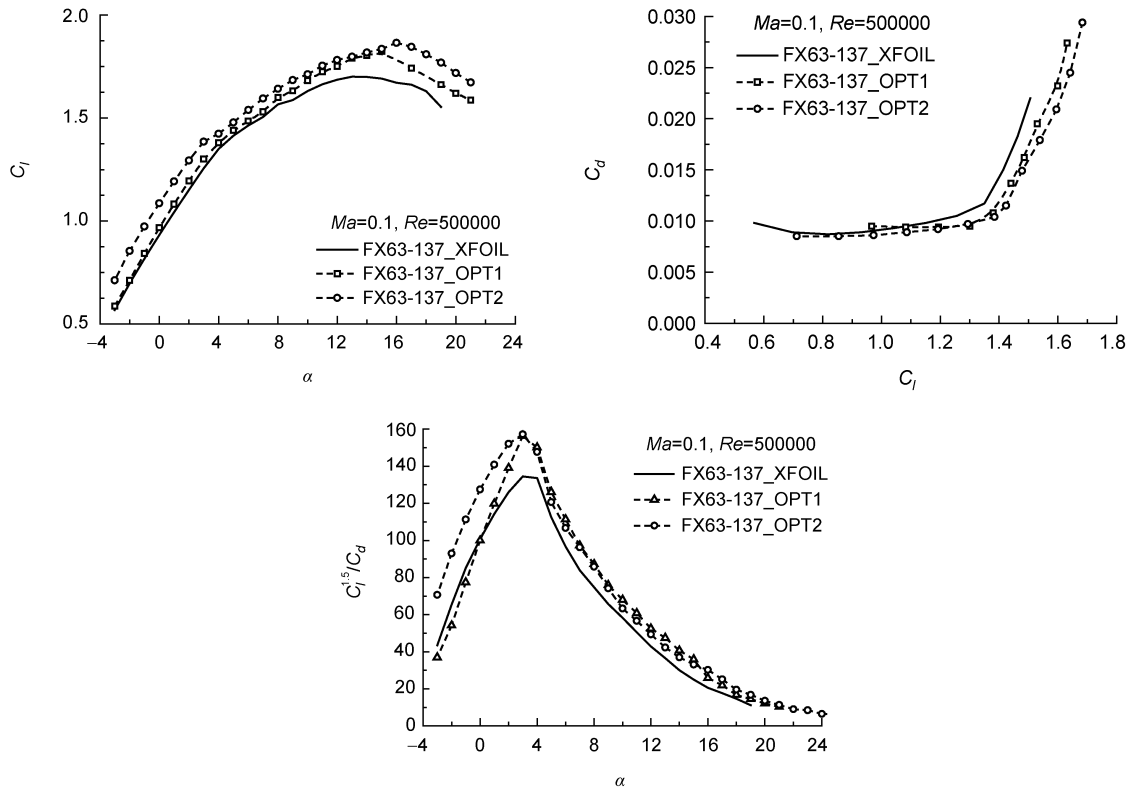 2.0
1.5
1.0
0.5
−4
0
4
8
12
16
20
24
C_l
α
Ma=0.1, Re=500000
FX63-137_XFOIL
FX63-137_OPT1
FX63-137_OPT2
0.030
0.025
0.020
0.015
0.010
0.005
0.000
0.4
0.6
0.8
1.0
1.2
1.4
1.6
1.8
C_d
C_l
Ma=0.1, Re=500000
FX63-137_XFOIL
FX63-137_OPT1
FX63-137_OPT2
160
140
120
100
80
60
40
20
0
−4
0
4
8
12
16
20
24
C_l^1.5/C_d
α
Ma=0.1, Re=500000
FX63-137_XFOIL
FX63-137_OPT1
FX63-137_OPT2